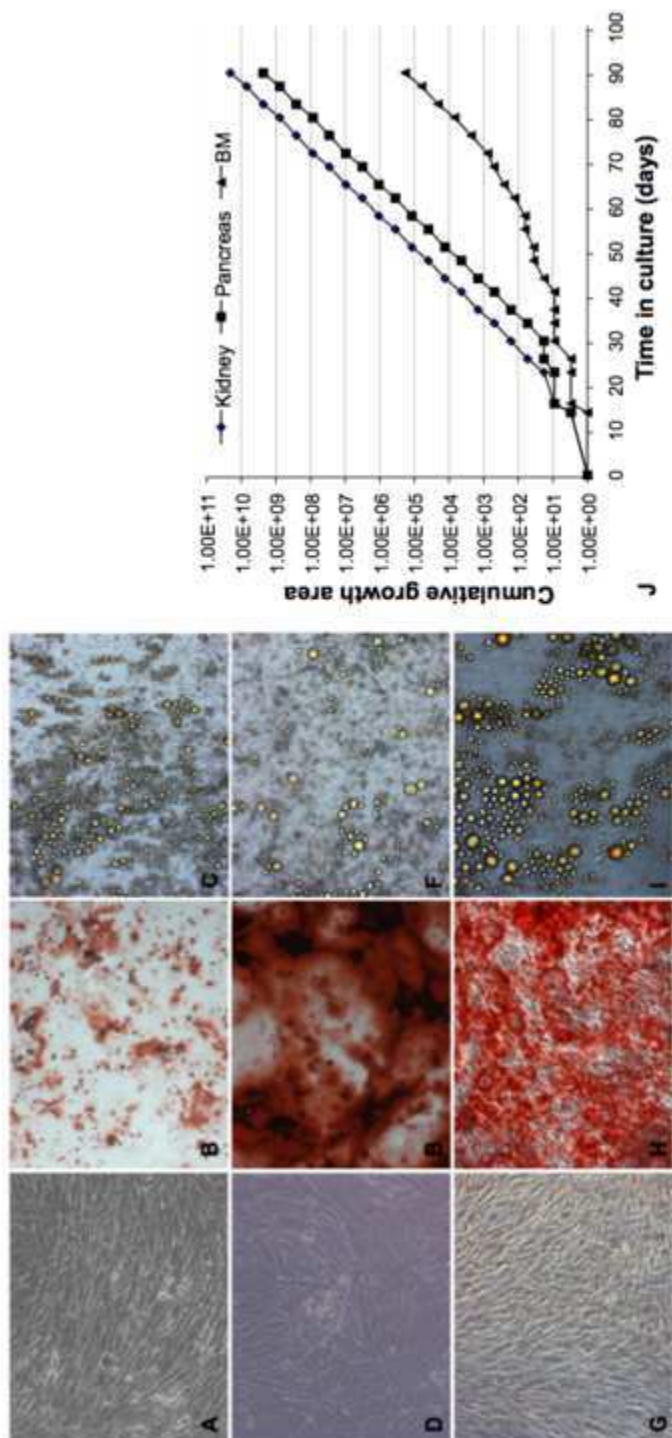 A
B
C
D
E
F
G
H
I
J
Kidney Pancreas BM
Cumulative growth area
1.00E+11
1.00E+10
1.00E+09
1.00E+08
1.00E+07
1.00E+06
1.00E+05
1.00E+04
1.00E+03
1.00E+02
1.00E+01
1.00E+00
0 10 20 30 40 50 60 70 80 90 100
Time in culture (days)